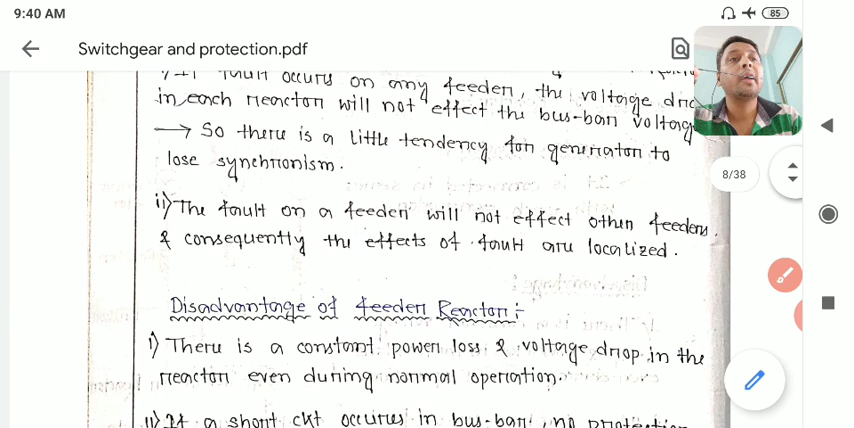 9:40 AM
85
Switchgear and protection.pdf
fault occurs on any feeder, the voltage
in each reactor will not effect the bus-bar voltage
→ So there is a little tendency for generator to
lose synchronism.
8/38
ii) The fault on a feeder will not effect other feeders
& consequently the effects of fault are localized.
Disadvantage of feeder Reactor :-
i) There is a constant power loss & voltage drop in the
reactor even during normal operation.
ii) If a short ckt occures in bus-bar, no protection